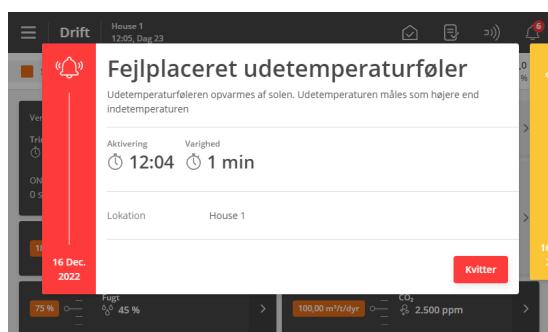 Drift
House 1
12:05, Dag 23
6
Fejlplaceret udetemperaturføler
Udetemperaturføleren opvarmes af solen. Udetemperaturen måles som højere end
indetemperaturen
Aktivering
Varighed
12:04
1 min
Lokation
House 1
16 Dec.
2022
Kvitter
75 %
Fugt
45 %
100,00 m³/t/dyr
CO₂
2.500 ppm